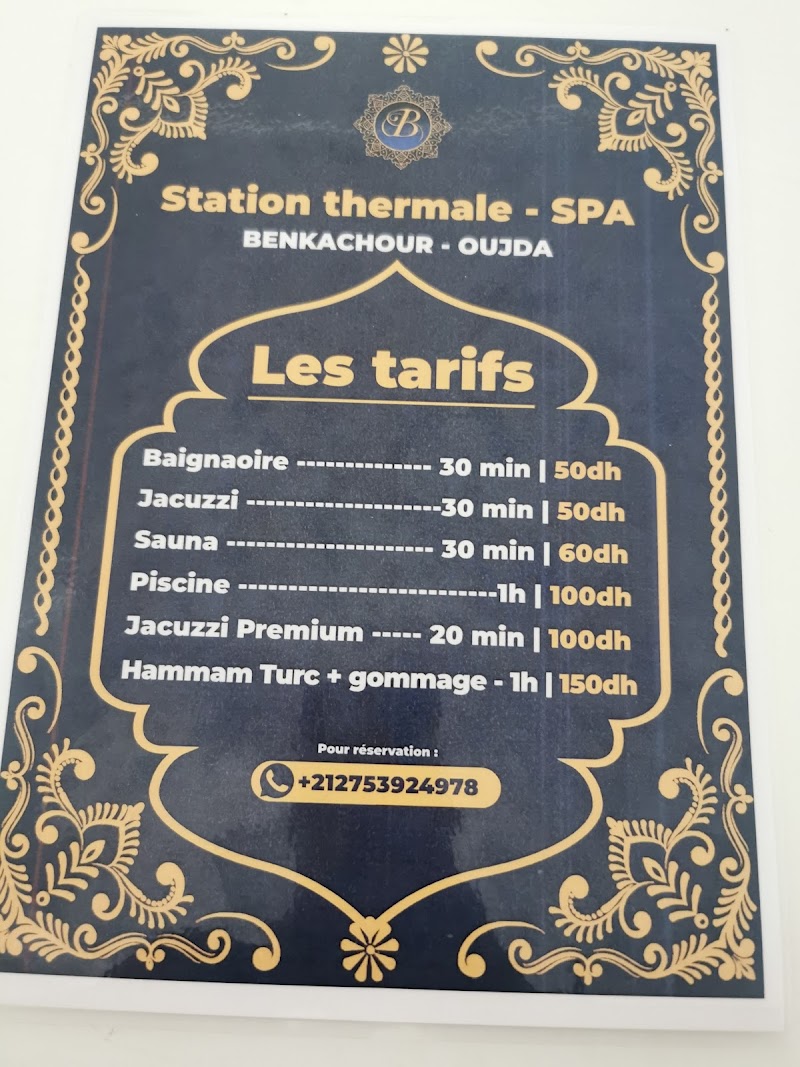 B
Station thermale - SPA
BENKACHOUR - OUJDA
Les tarifs
Baignaoire -------------- 30 min | 50dh
Jacuzzi --------------------30 min | 50dh
Sauna --------------------- 30 min | 60dh
Piscine --------------------------1h | 100dh
Jacuzzi Premium ----- 20 min | 100dh
Hammam Turc + gommage - 1h | 150dh
Pour réservation :
+212753924978